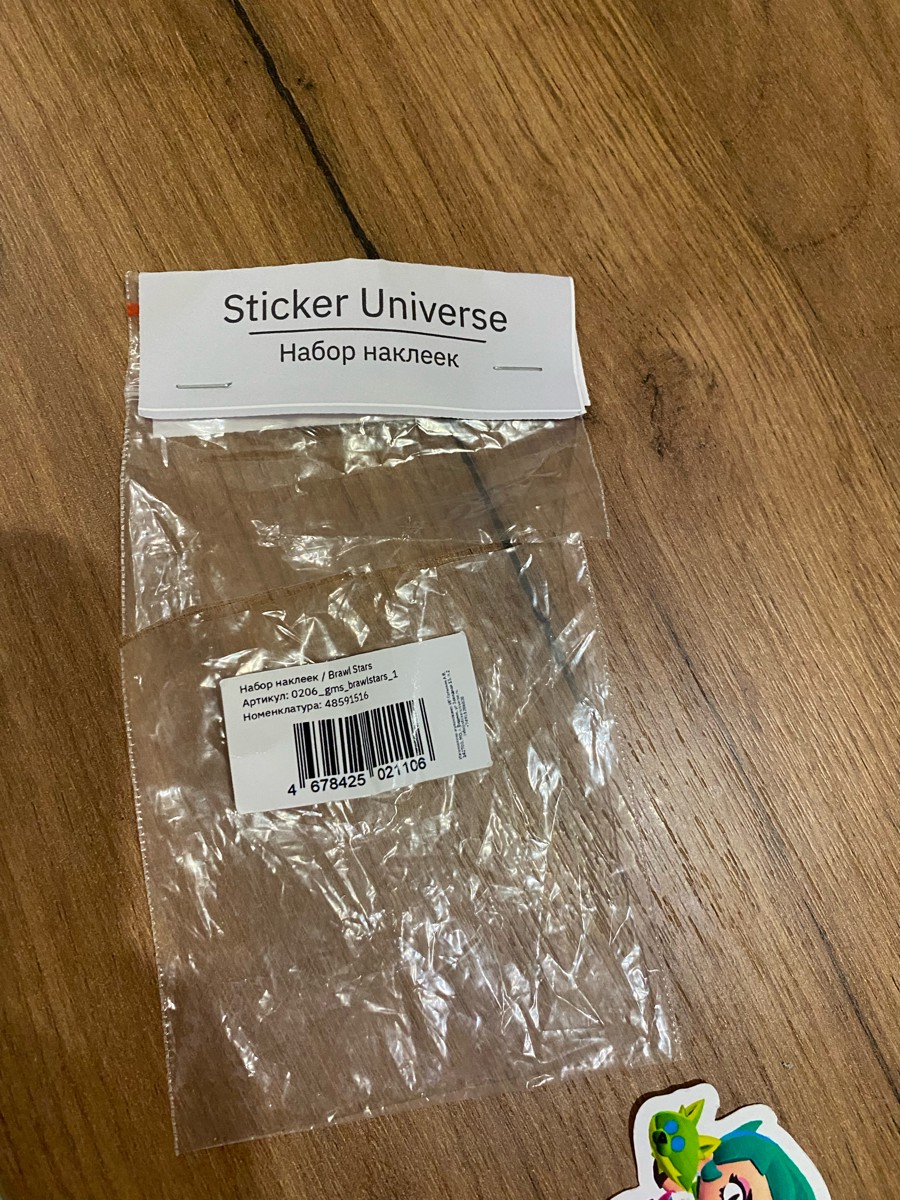 Sticker Universe
Набор наклеек
Набор наклеек / Brawl Stars
Артикул: 0206_gms_brawlstars_1
Номенклатура: 48591516
4 678425 021106